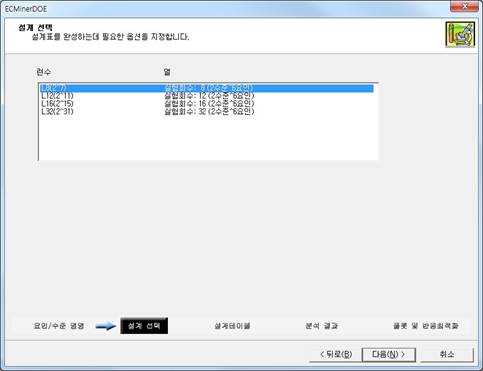 ECMinerDOE
설계 선택
설계표를 완성하는데 필요한 옵션을 지정합니다.
런수 열
L8(2^7) 실험회수: 8 (2수준^6요인)
L12(2^11) 실험회수: 12 (2수준^6요인)
L16(2^15) 실험회수: 16 (2수준^6요인)
L32(2^31) 실험회수: 32 (2수준^6요인)
요인/수준 명명 설계 선택 설계테이블 분석 결과 플롯 및 반응최적화
< 뒤로(B) 다음(N) > 취소